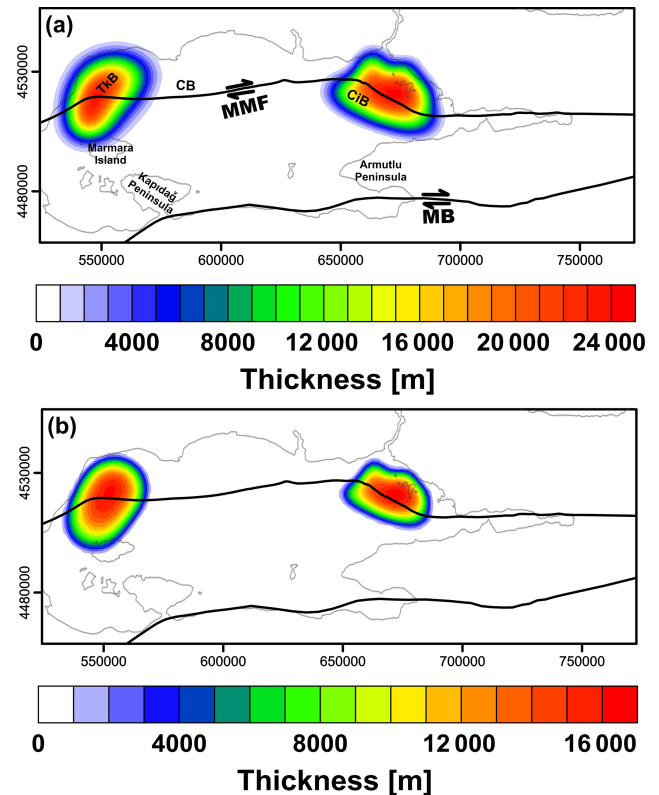 (a)
4530000
4480000
TkB
CB
MMF
CiB
Marmara
Island
Kapıdağ
Peninsula
Armutlu
Peninsula
MB
550000 600000 650000 700000 750000
0 4000 8000 12 000 16 000 20 000 24 000
Thickness [m]
(b)
4530000
4480000
550000 600000 650000 700000 750000
0 4000 8000 12 000 16 000
Thickness [m]